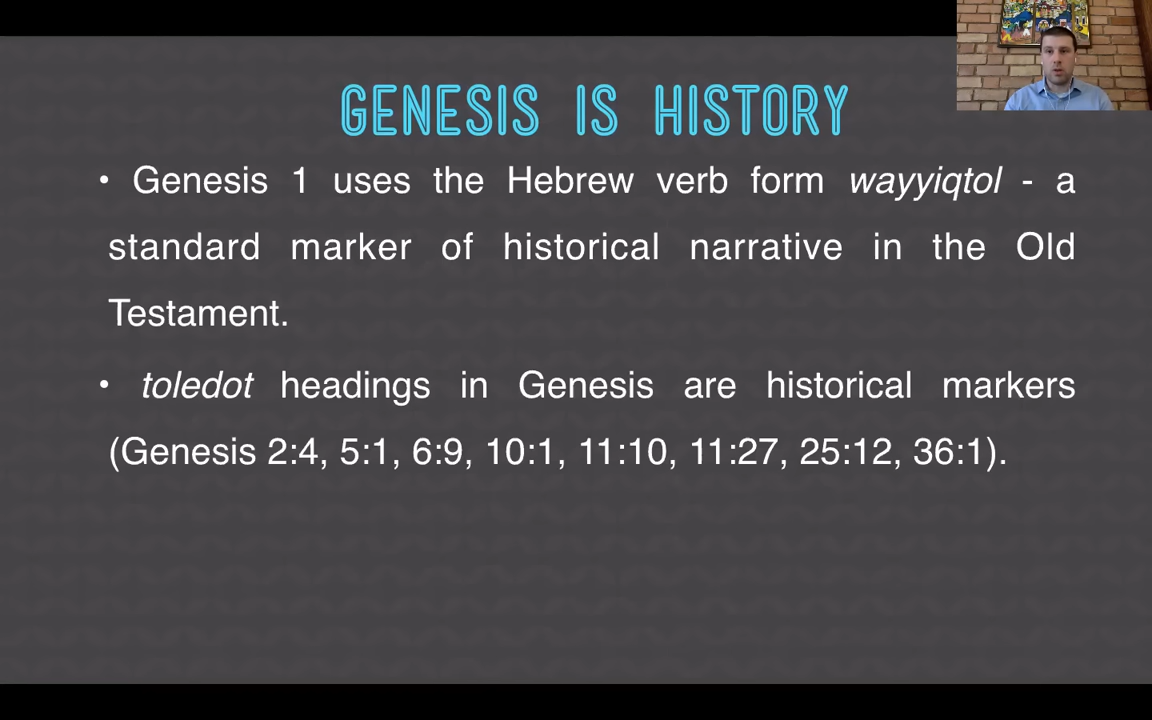 GENESIS IS HISTORY
• Genesis 1 uses the Hebrew verb form wayyiqtol - a
standard marker of historical narrative in the Old
Testament.
• toledot headings in Genesis are historical markers
(Genesis 2:4, 5:1, 6:9, 10:1, 11:10, 11:27, 25:12, 36:1).